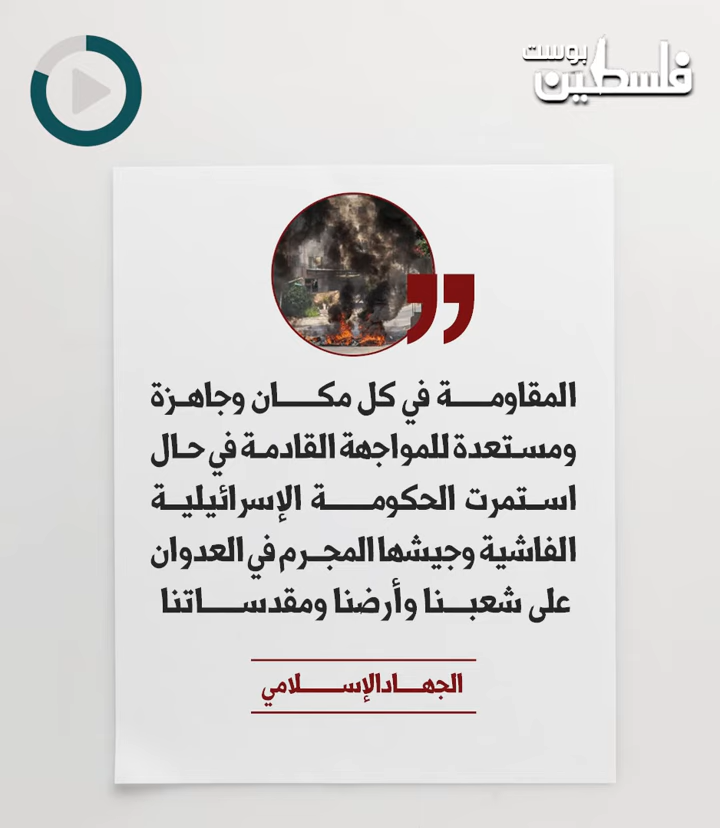 فلسطين
بوست
المقاومة في كل مكان وجاهزة
ومستعدة للمواجهة القادمة في حال
استمرت الحكومة الإسرائيلية
الفاشية وجيشها المجرم في العدوان
على شعبنا وأرضنا ومقدساتنا
الجهاد الإسلامي